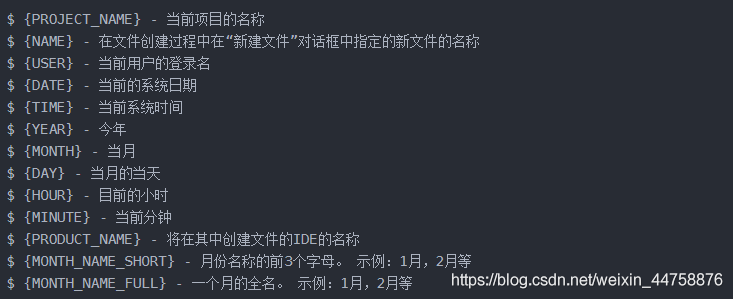 $ {PROJECT_NAME} - 当前项目的名称
$ {NAME} - 在文件创建过程中在“新建文件”对话框中指定的新文件的名称
$ {USER} - 当前用户的登录名
$ {DATE} - 当前的系统日期
$ {TIME} - 当前系统时间
$ {YEAR} - 今年
$ {MONTH} - 当月
$ {DAY} - 当月的当天
$ {HOUR} - 目前的小时
$ {MINUTE} - 当前分钟
$ {PRODUCT_NAME} - 将在其中创建文件的IDE的名称
$ {MONTH_NAME_SHORT} - 月份名称的前3个字母。 示例：1月，2月等
$ {MONTH_NAME_FULL} - 一个月的全名。 示例：1月，2月等
https://blog.csdn.net/weixin_44758876